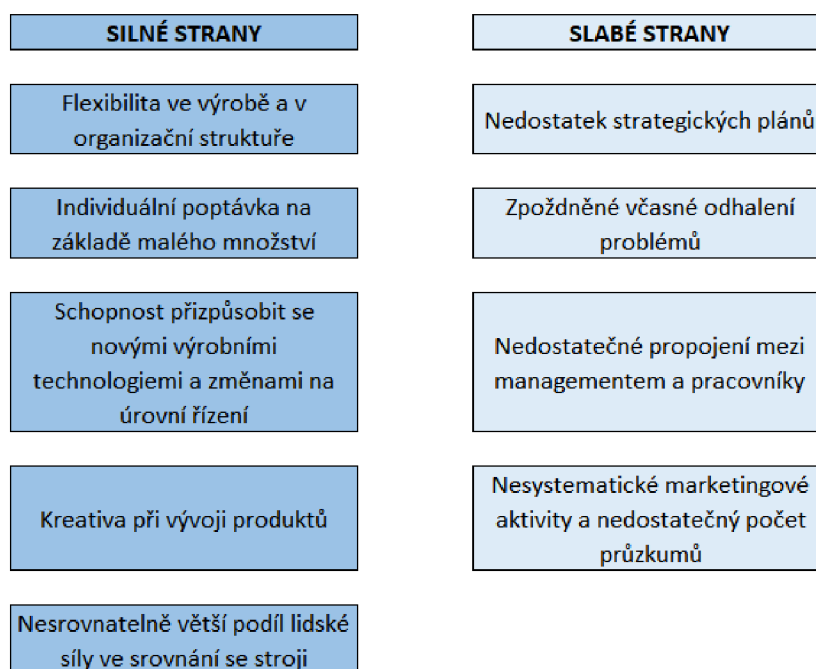 SILNÉ STRANY
Flexibilita ve výrobě a v
organizační struktuře
Individuální poptávka na
základě malého množství
Schopnost přizpůsobit se
novými výrobními
technologiemi a změnami na
úrovní řízení
Kreativa při vývoji produktů
Nesrovnatelně větší podíl lidské
síly ve srovnání se stroji
SLABÉ STRANY
Nedostatek strategických plánů
Zpoždněné včasné odhalení
problémů
Nedostatečné propojení mezi
managementem a pracovníky
Nesystematické marketingové
aktivity a nedostatečný počet
průzkumů